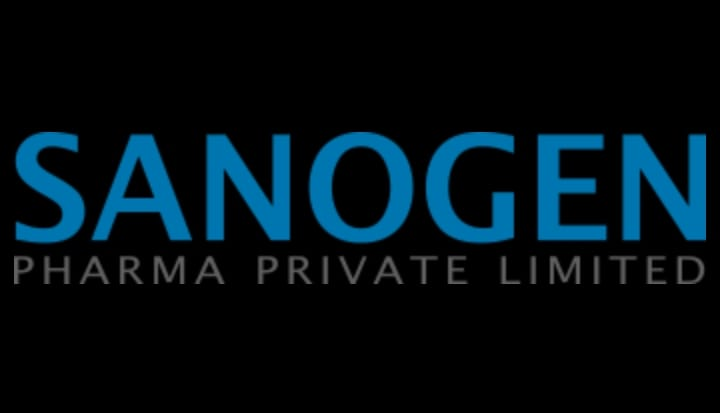 SANOGEN
PHARMA PRIVATE LIMITED